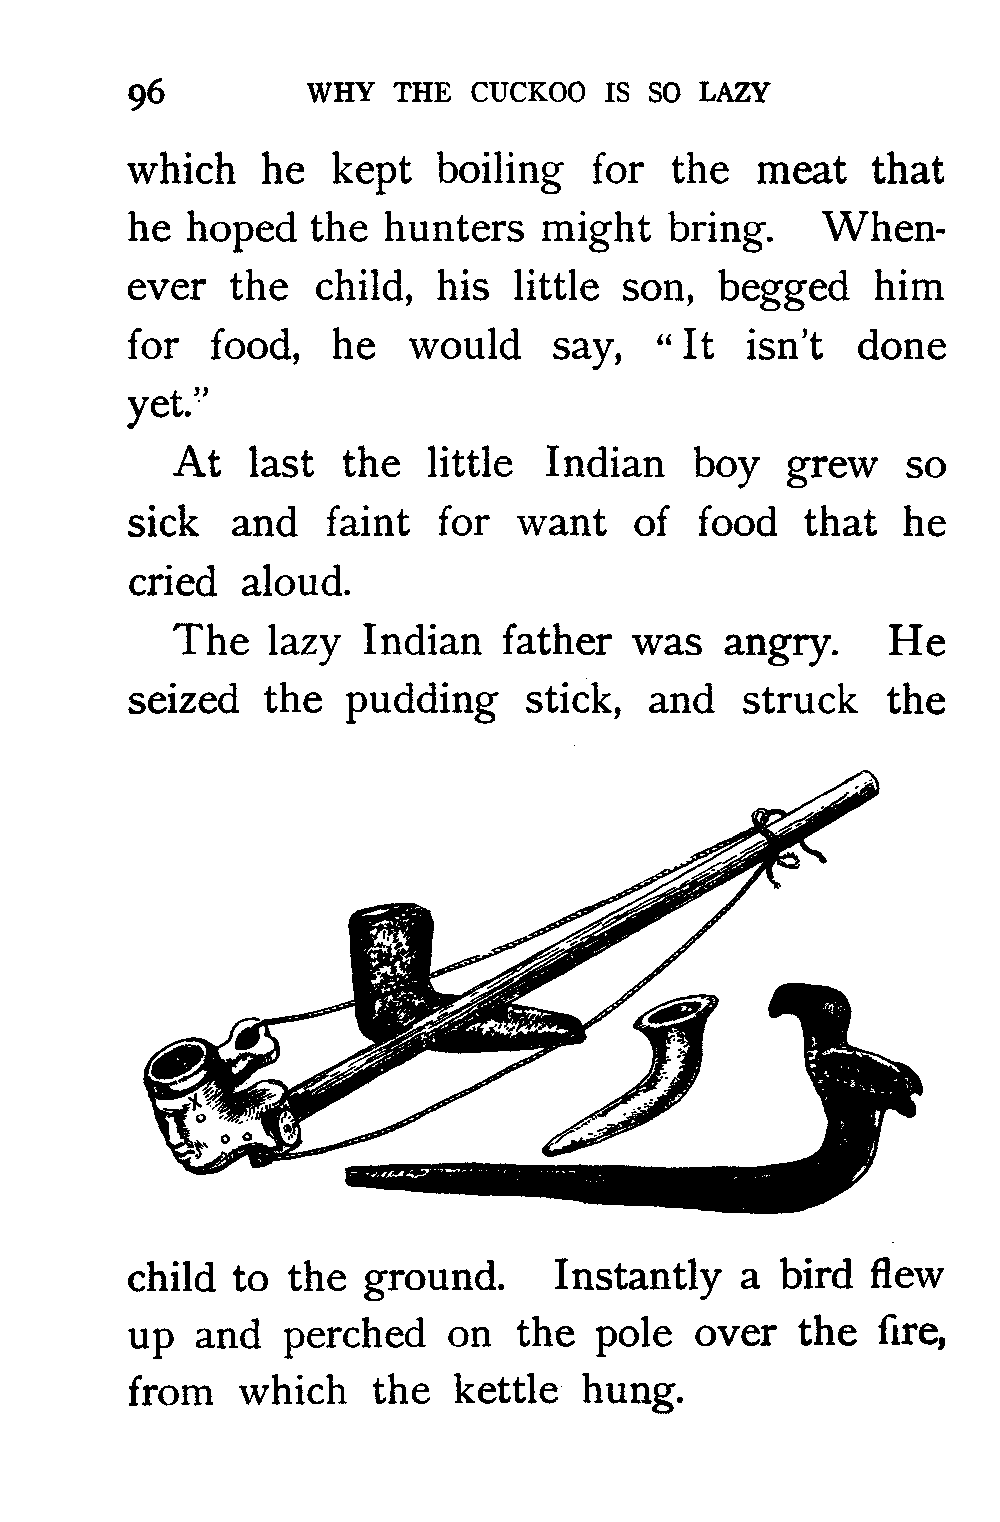 96 WHY THE CUCKOO IS SO LAZY
which he kept boiling for the meat that
he hoped the hunters might bring. When-
ever the child, his little son, begged him
for food, he would say, “ It isn’t done
yet.”
At last the little Indian boy grew so
sick and faint for want of food that he
cried aloud.
The lazy Indian father was angry. He
seized the pudding stick, and struck the
child to the ground. Instantly a bird flew
up and perched on the pole over the fire,
from which the kettle hung.